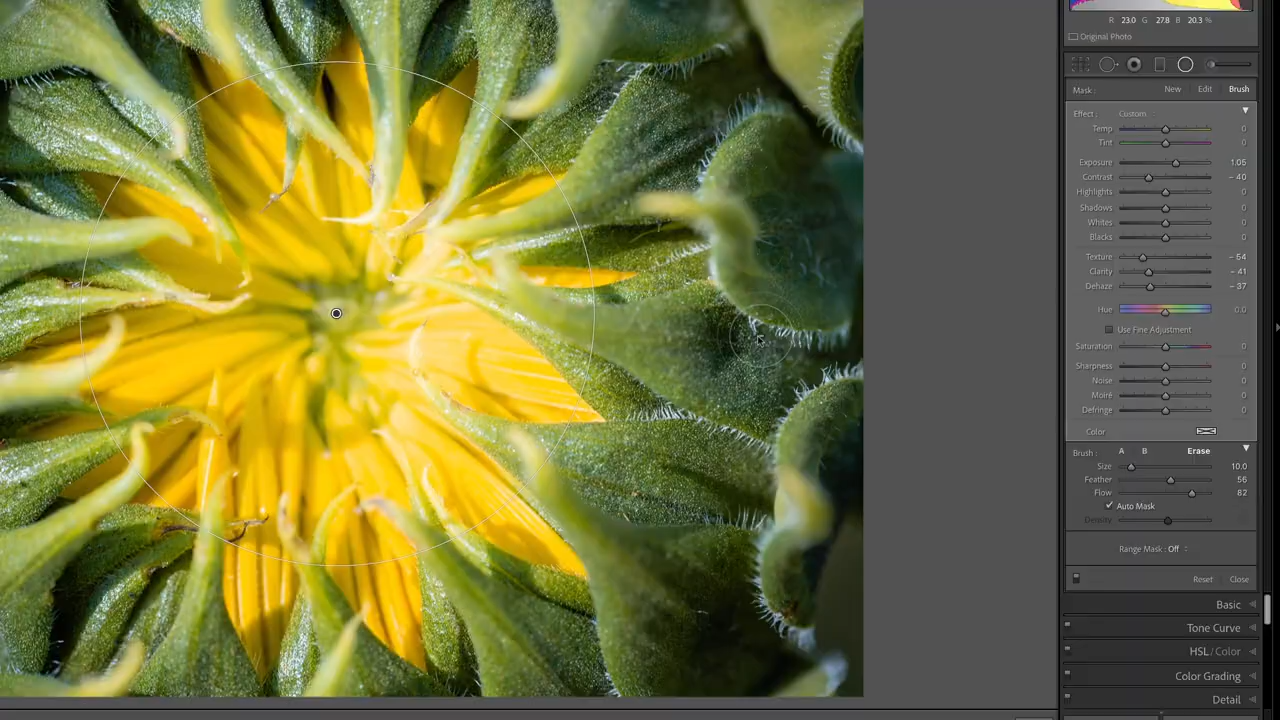 R 23.0 G 27.8 B 20.3 %
Original Photo
Mask : New Edit Brush
Effect : Custom
Temp 0
Tint 0
Exposure 1.05
Contrast – 40
Highlights 0
Shadows 0
Whites 0
Blacks 0
Texture – 54
Clarity – 41
Dehaze – 37
Hue 0.0
Use Fine Adjustment
Saturation 0
Sharpness 0
Noise 0
Moiré 0
Defringe 0
Color
Brush : A B Erase
Size 10.0
Feather 56
Flow 82
Auto Mask
Density
Range Mask : Off
Reset Close
Basic
Tone Curve
HSL / Color
Color Grading
Detail